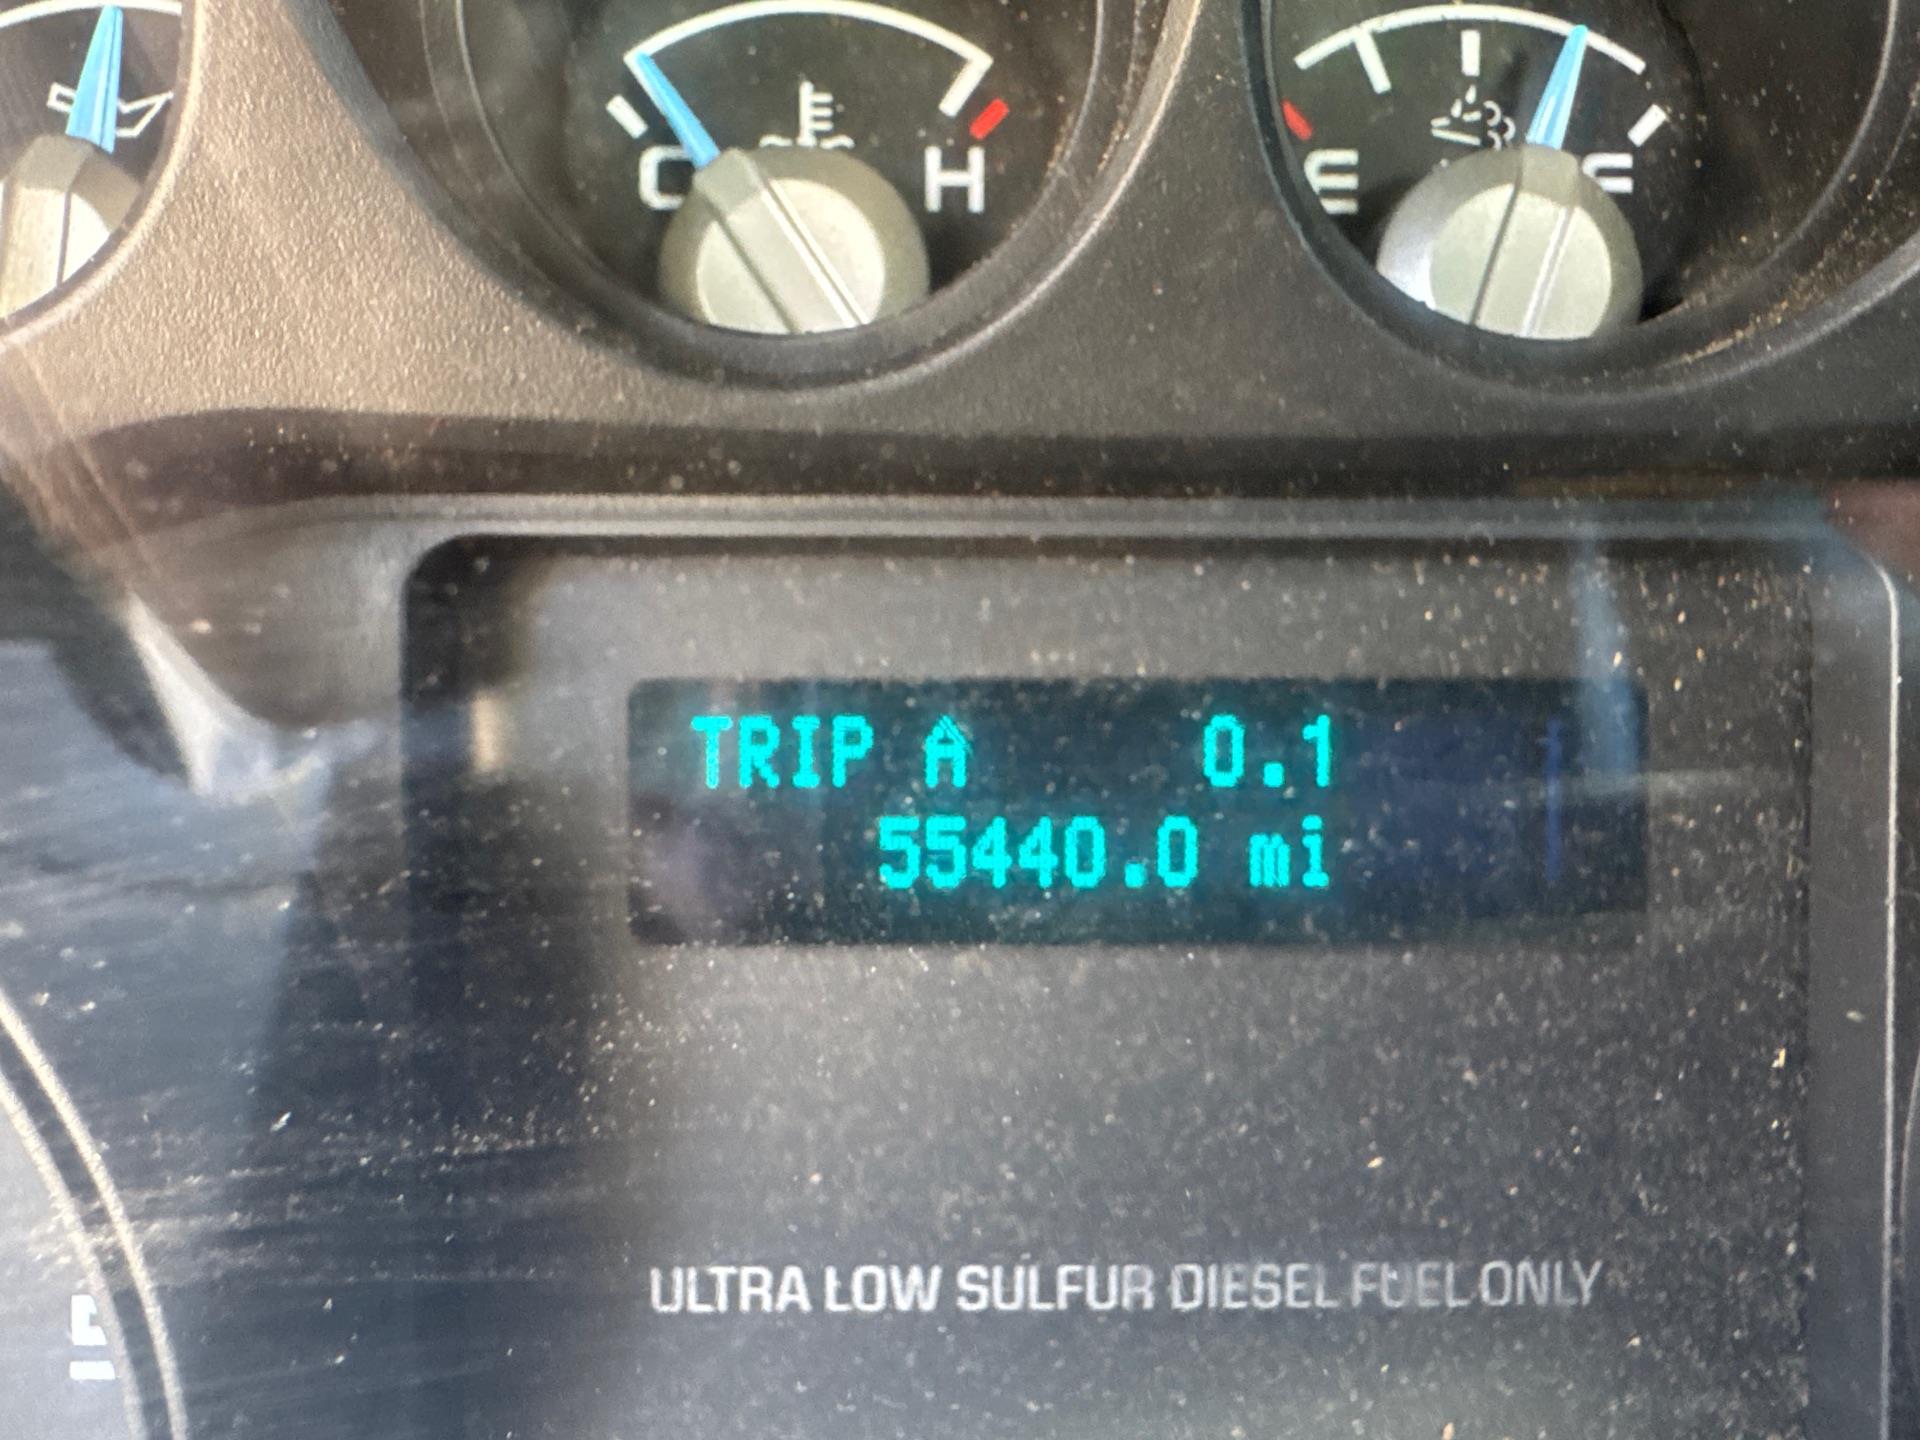 C H
E F
TRIP A 0.1
55440.0 mi
ULTRA LOW SULFUR DIESEL FUEL ONLY